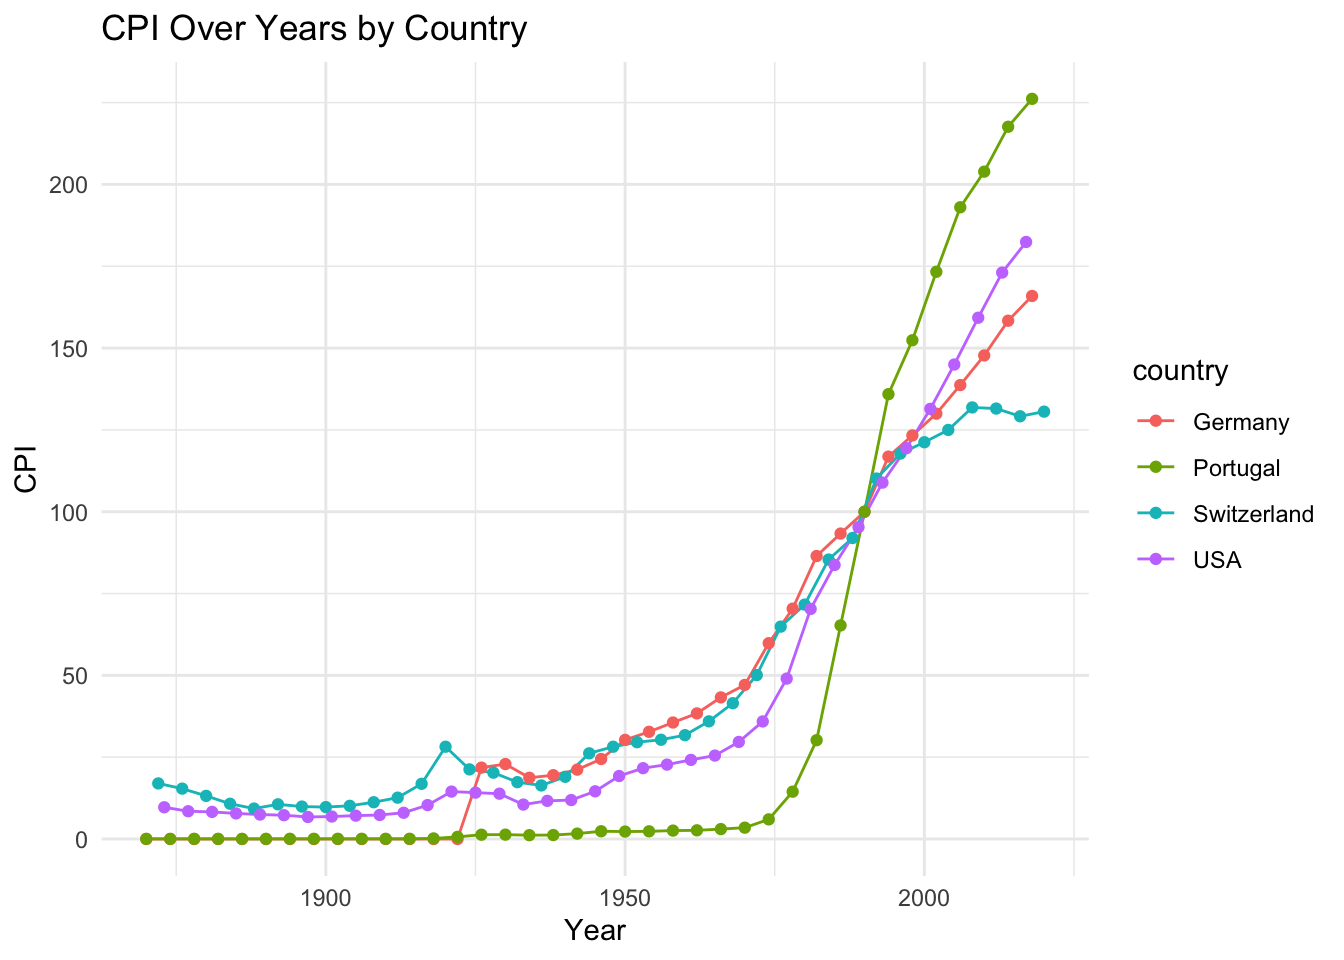 CPI Over Years by Country
CPI
200
150
100
50
0
1900
1950
2000
Year
country
Germany
Portugal
Switzerland
USA